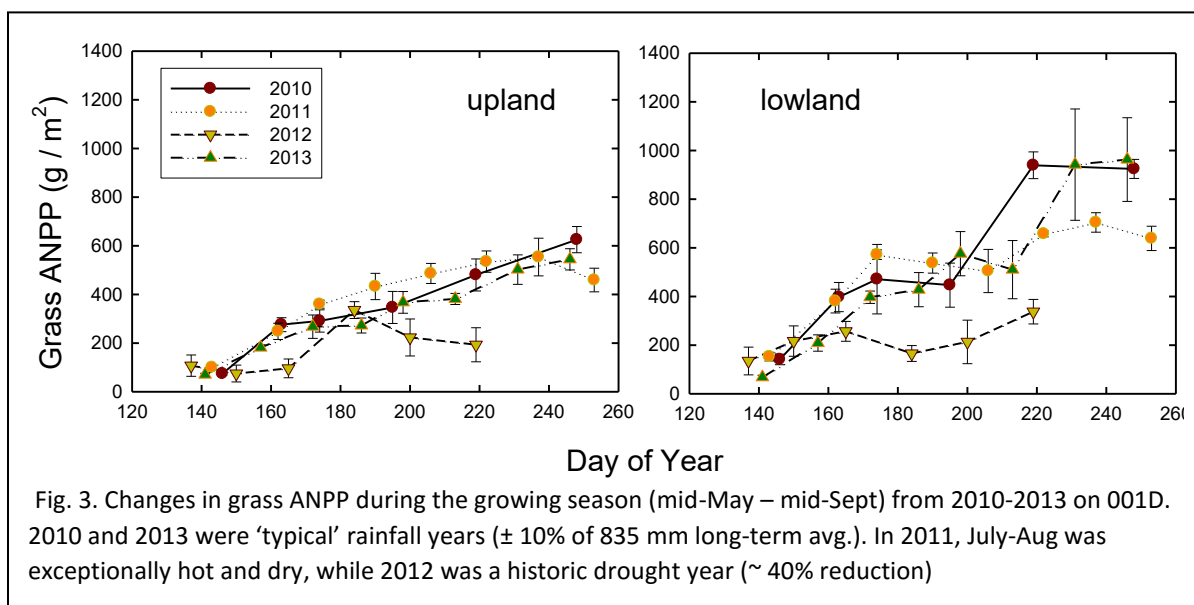 1400
1200
1000
800
600
400
200
0
Grass ANPP (g / m²)
2010
2011
2012
2013
upland
120 140 160 180 200 220 240 260
1400
1200
1000
800
600
400
200
0
lowland
120 140 160 180 200 220 240 260
Day of Year
Fig. 3. Changes in grass ANPP during the growing season (mid-May – mid-Sept) from 2010-2013 on 001D.
2010 and 2013 were ‘typical’ rainfall years (± 10% of 835 mm long-term avg.). In 2011, July-Aug was
exceptionally hot and dry, while 2012 was a historic drought year (~ 40% reduction)